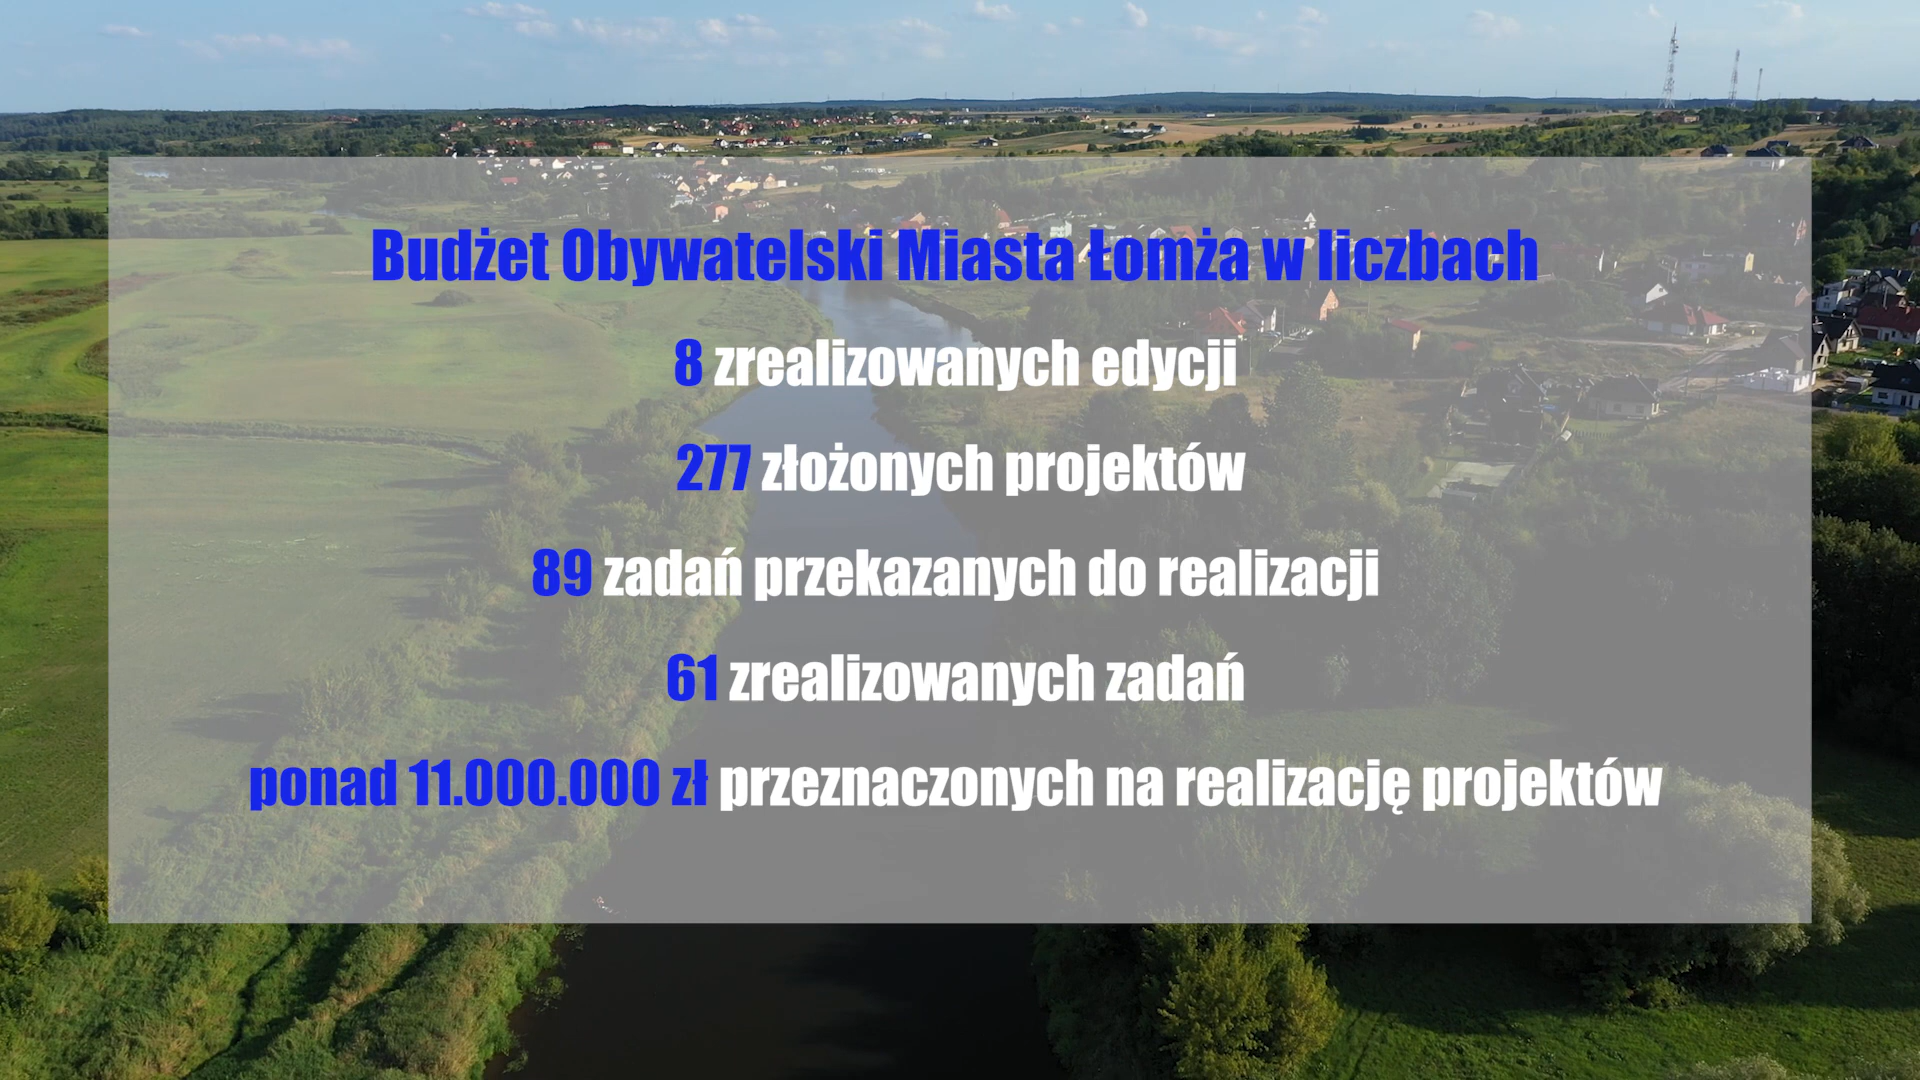 Budżet Obywatelski Miasta Łomża w liczbach
8 zrealizowanych edycji
277 złożonych projektów
89 zadań przekazanych do realizacji
61 zrealizowanych zadań
ponad 11.000.000 zł przeznaczonych na realizację projektów